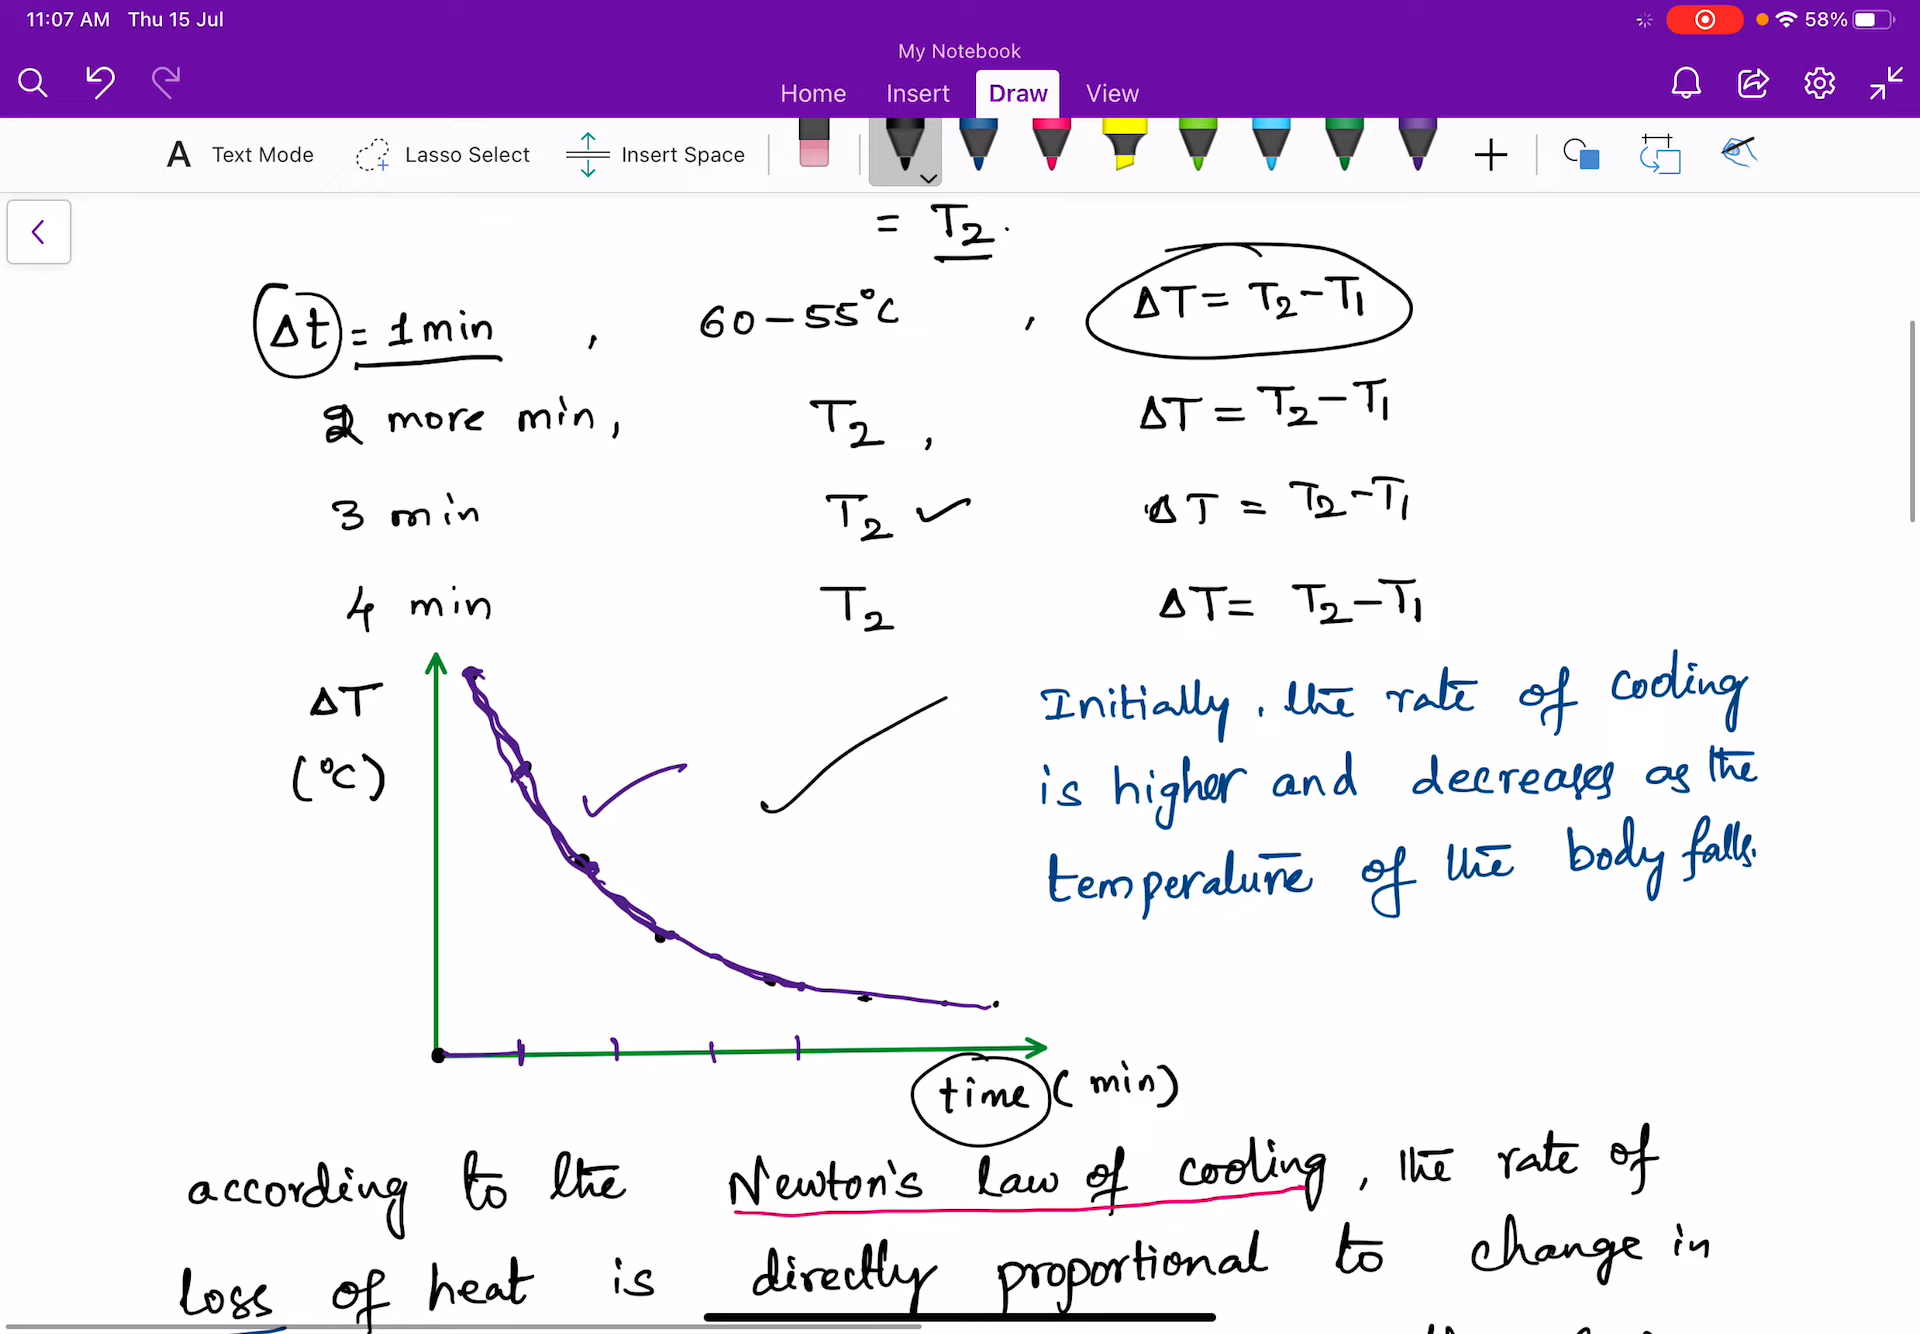 11:07 AM Thu 15 Jul 58%
My Notebook
Home Insert Draw View
A Text Mode Lasso Select Insert Space
= T₂.
Δt = 1 min , 60 – 55°C , ΔT = T₂ – T₁
2 more min, T₂ , ΔT = T₂ – T₁
3 min T₂ ✓ ΔT = T₂ – T₁
4 min T₂ ΔT = T₂ – T₁
ΔT
(°C)
Initially, the rate of cooling
is higher and decreases as the
temperature of the body falls.
time (min)
according to the Newton's law of cooling, the rate of
loss of heat is directly proportional to change in